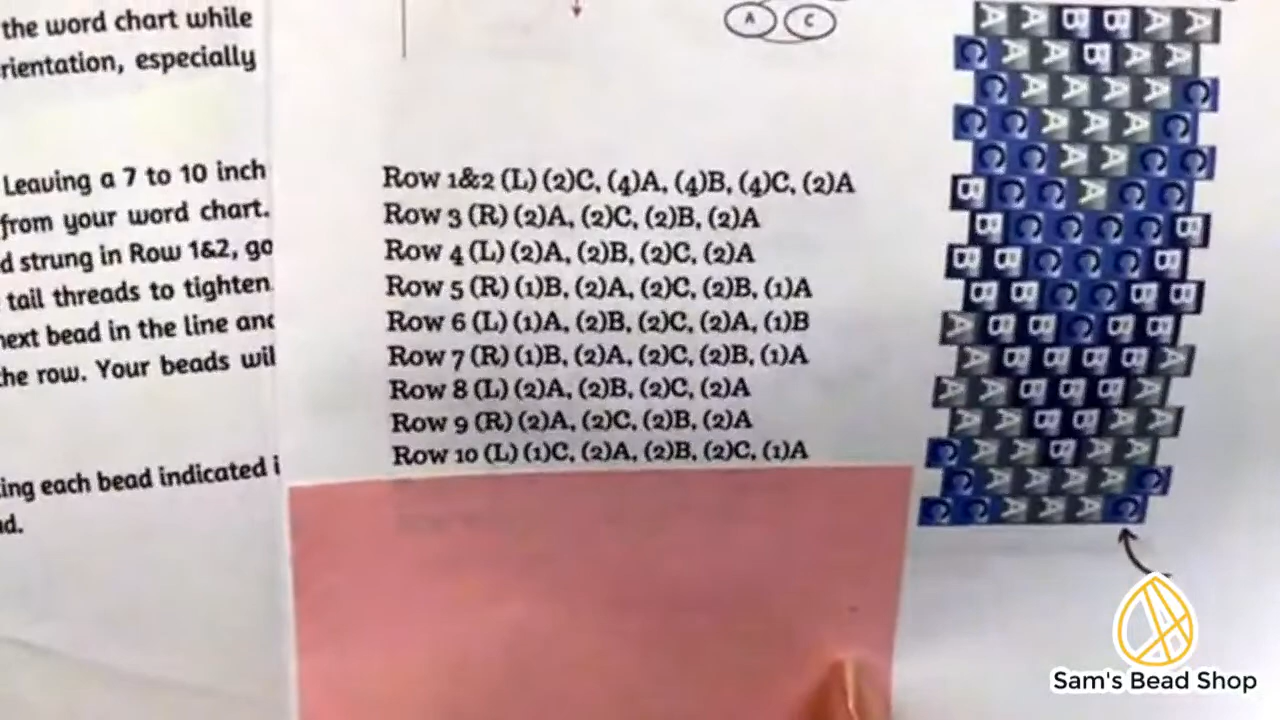 the word chart while
rientation, especially
Leaving a 7 to 10 inch
from your word chart.
d strung in Row 1&2, go
tail threads to tighten
next bead in the line and
the row. Your beads wil
ing each bead indicated i
d.
A C
Row 1&2 (L) (2)C, (4)A, (4)B, (4)C, (2)A
Row 3 (R) (2)A, (2)C, (2)B, (2)A
Row 4 (L) (2)A, (2)B, (2)C, (2)A
Row 5 (R) (1)B, (2)A, (2)C, (2)B, (1)A
Row 6 (L) (1)A, (2)B, (2)C, (2)A, (1)B
Row 7 (R) (1)B, (2)A, (2)C, (2)B, (1)A
Row 8 (L) (2)A, (2)B, (2)C, (2)A
Row 9 (R) (2)A, (2)C, (2)B, (2)A
Row 10 (L) (1)C, (2)A, (2)B, (2)C, (1)A
A A B B A A
C A A B A A
C A A A A C
C C A A A C
C C A A C C
B C C A C C
B C C C C B
B B C C C B
B B C C B B
A B B C B B
A B B B B A
A A B B B A
A A B B A A
C A A B A A
C A A A A C
C C A A A C
Sam's Bead Shop